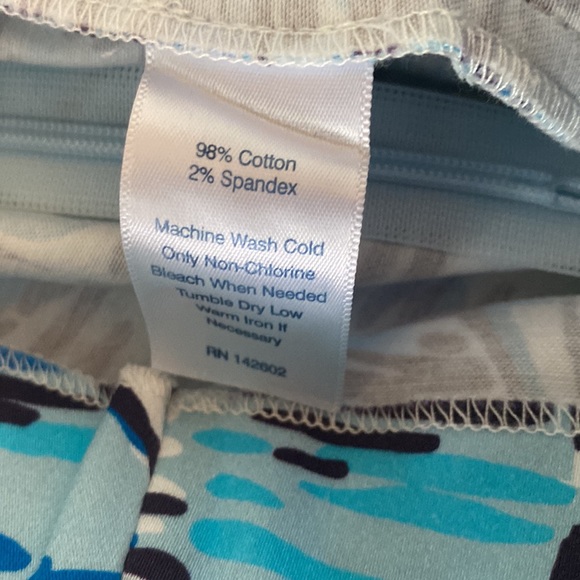 98% Cotton
2% Spandex
Machine Wash Cold
Only Non-Chlorine
Bleach When Needed
Tumble Dry Low
Warm Iron If
Necessary
RN 142602